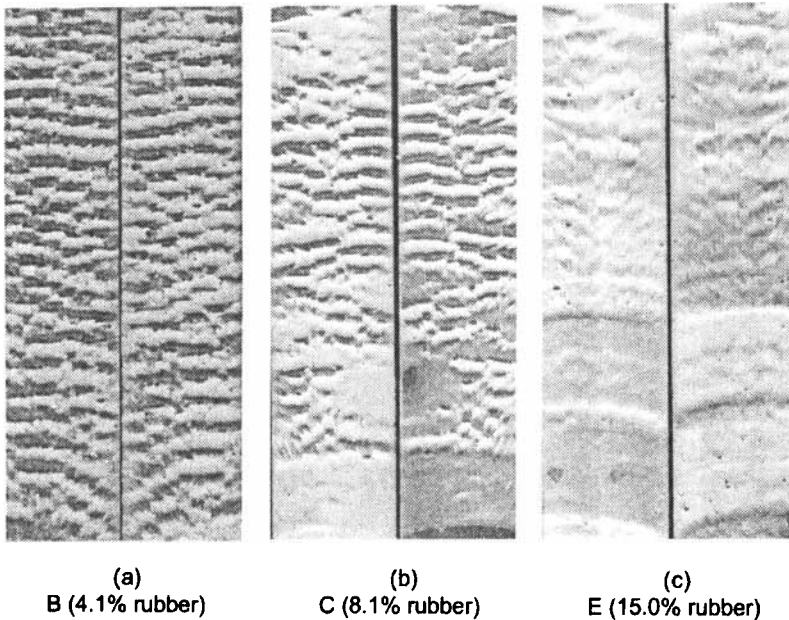 (a)
B (4.1% rubber)
(b)
C (8.1% rubber)
(c)
E (15.0% rubber)